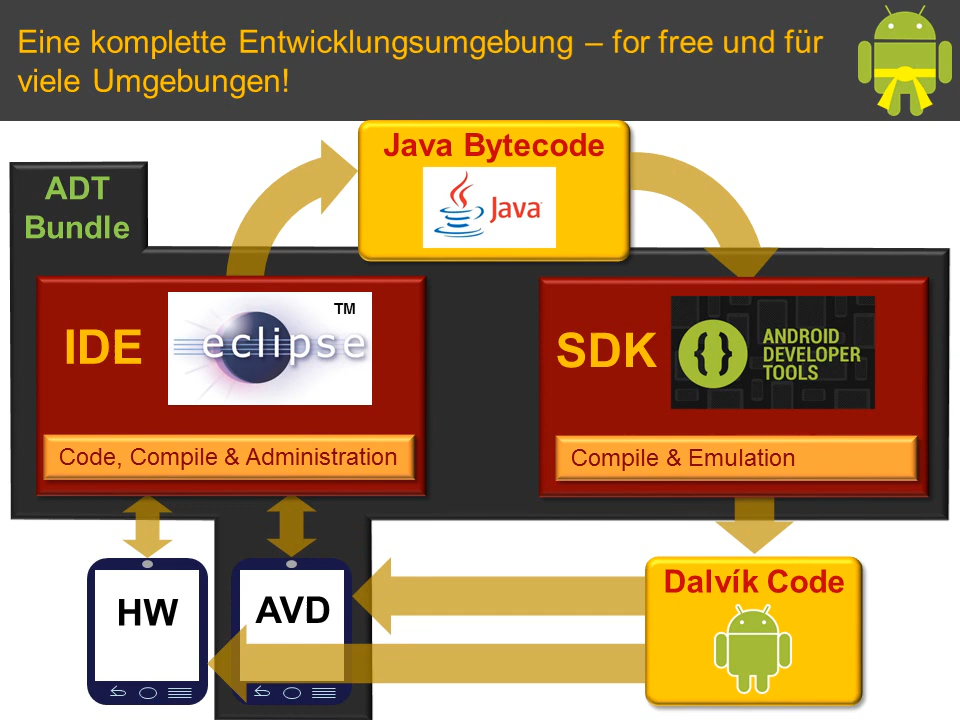 Eine komplette Entwicklungsumgebung – for free und für
viele Umgebungen!
Java Bytecode
Java
ADT
Bundle
IDE
eclipse
TM
Code, Compile & Administration
SDK
ANDROID
DEVELOPER
TOOLS
Compile & Emulation
HW
AVD
Dalvík Code